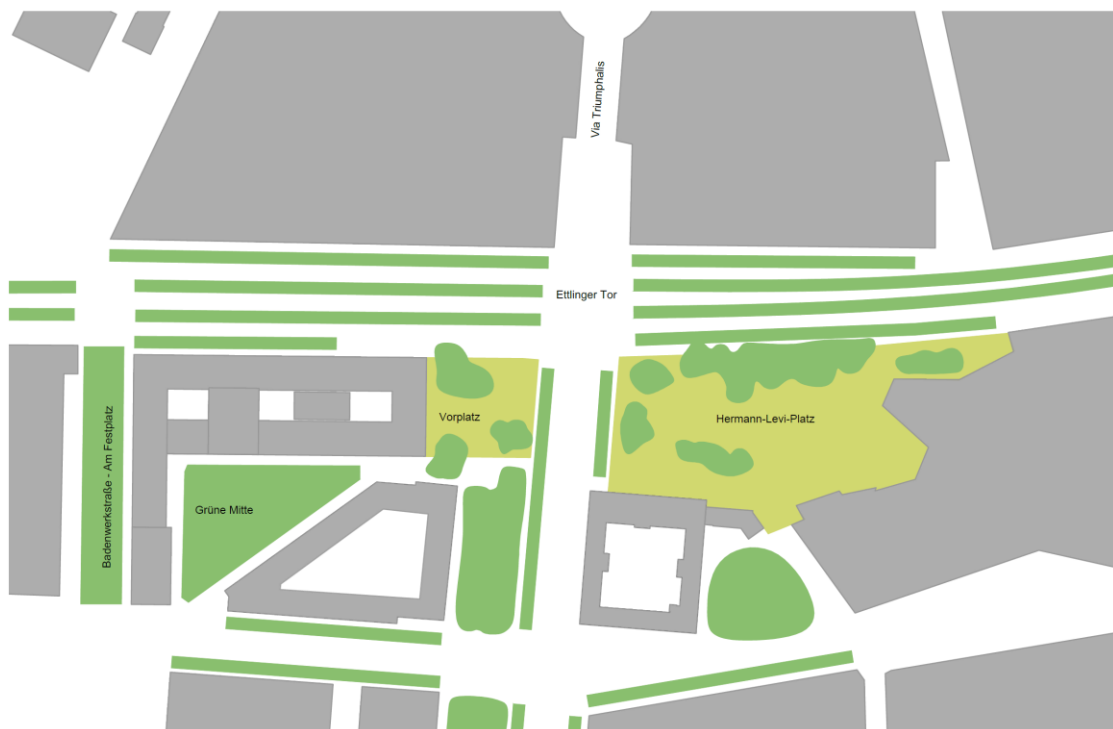 Via Triumphalis
Ettlinger Tor
Vorplatz
Hermann-Levi-Platz
Badenwerkstraße - Am Festplatz
Grüne Mitte